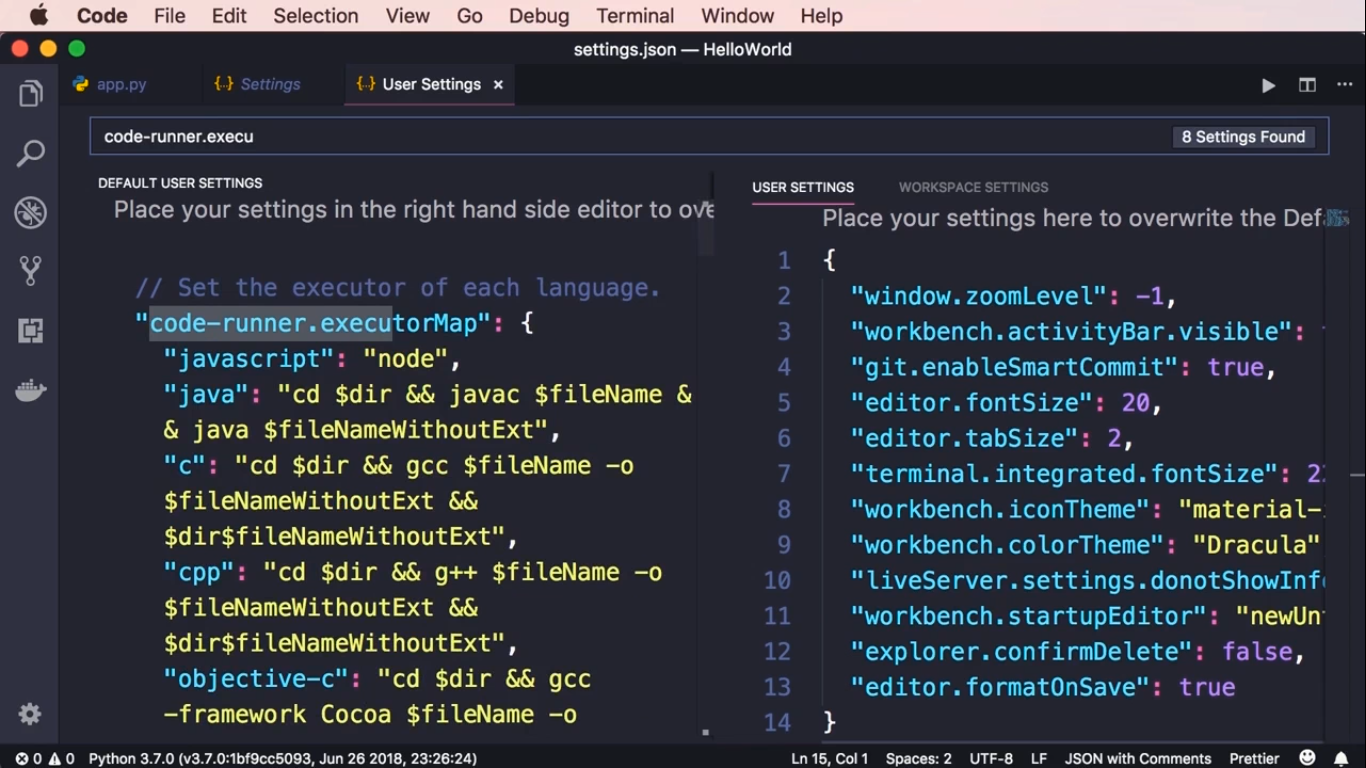 Code File Edit Selection View Go Debug Terminal Window Help
settings.json — HelloWorld
app.py {..} Settings {..} User Settings ×
code-runner.execu 8 Settings Found
DEFAULT USER SETTINGS
Place your settings in the right hand side editor to ove
// Set the executor of each language.
"code-runner.executorMap": {
"javascript": "node",
"java": "cd $dir && javac $fileName &
& java $fileNameWithoutExt",
"c": "cd $dir && gcc $fileName -o
$fileNameWithoutExt &&
$dir$fileNameWithoutExt",
"cpp": "cd $dir && g++ $fileName -o
$fileNameWithoutExt &&
$dir$fileNameWithoutExt",
"objective-c": "cd $dir && gcc
-framework Cocoa $fileName -o
USER SETTINGS WORKSPACE SETTINGS
Place your settings here to overwrite the Def
1 {
2 "window.zoomLevel": -1,
3 "workbench.activityBar.visible":
4 "git.enableSmartCommit": true,
5 "editor.fontSize": 20,
6 "editor.tabSize": 2,
7 "terminal.integrated.fontSize": 22
8 "workbench.iconTheme": "material-
9 "workbench.colorTheme": "Dracula"
10 "liveServer.settings.donotShowInfo
11 "workbench.startupEditor": "newUn
12 "explorer.confirmDelete": false,
13 "editor.formatOnSave": true
14 }
0 0 Python 3.7.0 (v3.7.0:1bf9cc5093, Jun 26 2018, 23:26:24) Ln 15, Col 1 Spaces: 2 UTF-8 LF JSON with Comments Prettier